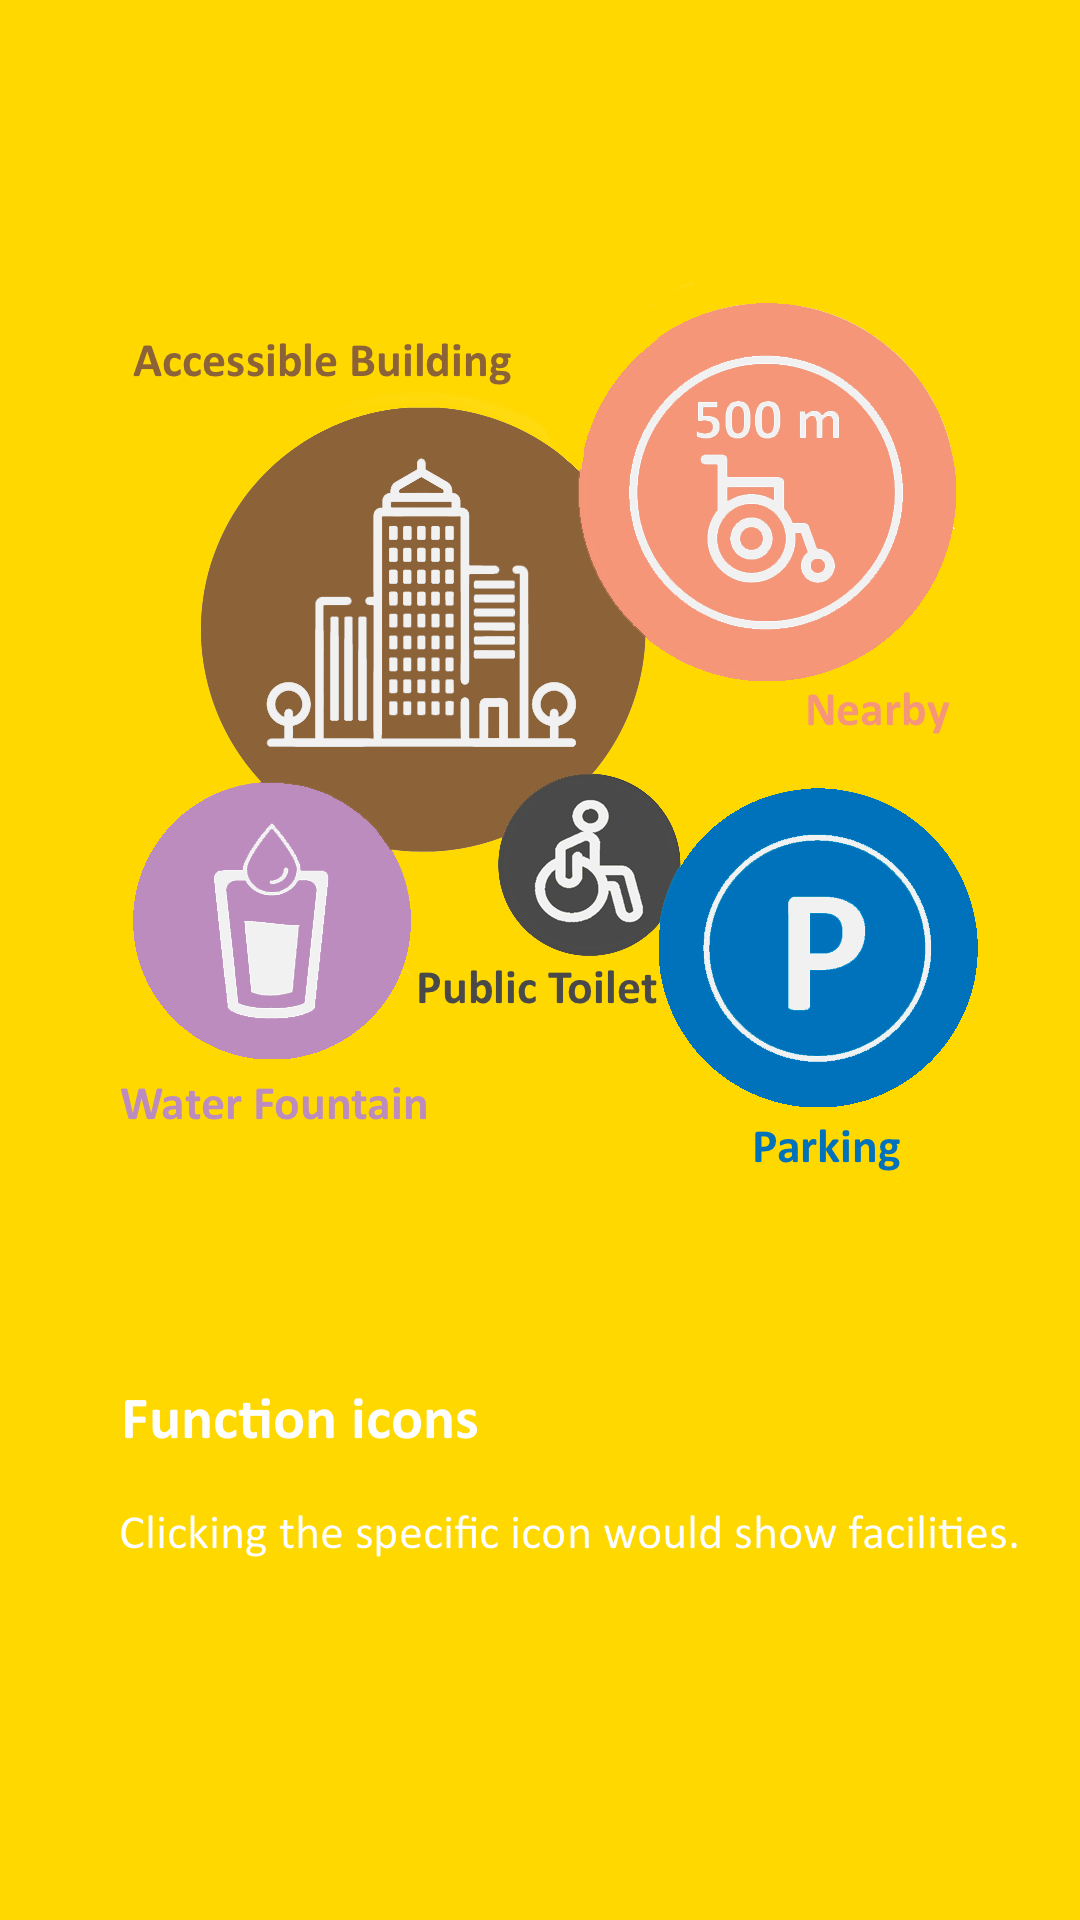 Accessible Building
500 m
Nearby
P
Public Toilet
Water Fountain
Parking
Function icons
Clicking the specific icon would show facilities.